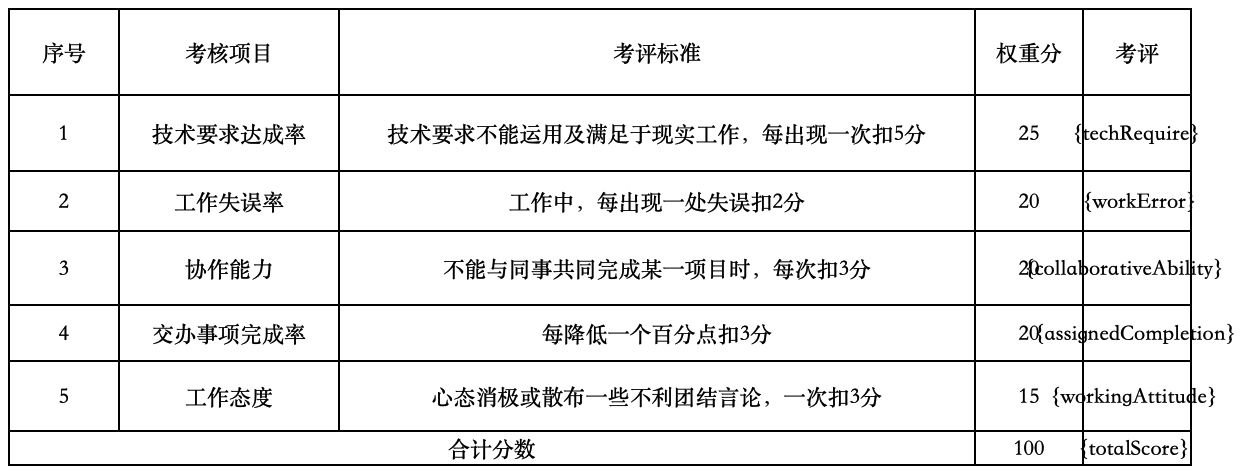 序号 考核项目 考评标准 权重分 考评
1 技术要求达成率 技术要求不能运用及满足于现实工作，每出现一次扣5分 25 {techRequire}
2 工作失误率 工作中，每出现一处失误扣2分 20 {workError}
3 协作能力 不能与同事共同完成某一项目时，每次扣3分 20 {collaborativeAbility}
4 交办事项完成率 每降低一个百分点扣3分 20 {assignedCompletion}
5 工作态度 心态消极或散布一些不利团结言论，一次扣3分 15 {workingAttitude}
合计分数 100 {totalScore}